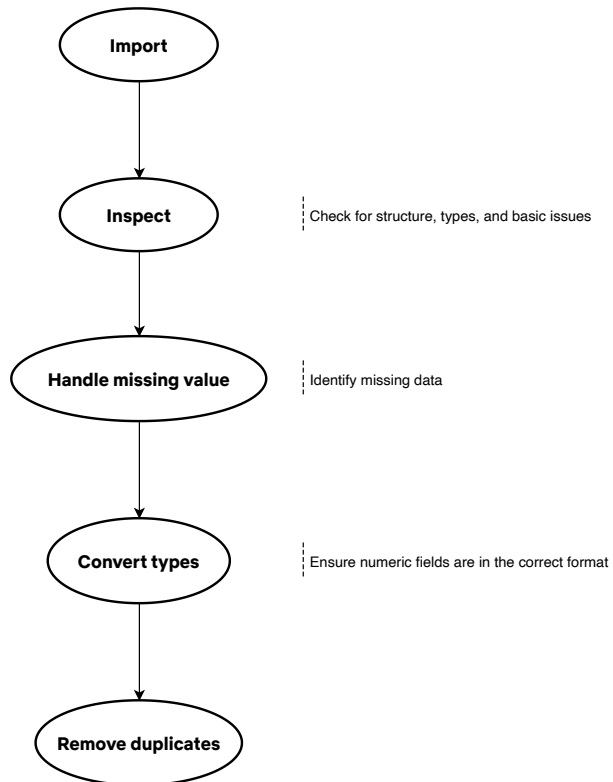 Import
Inspect
Check for structure, types, and basic issues
Handle missing value
Identify missing data
Convert types
Ensure numeric fields are in the correct format
Remove duplicates